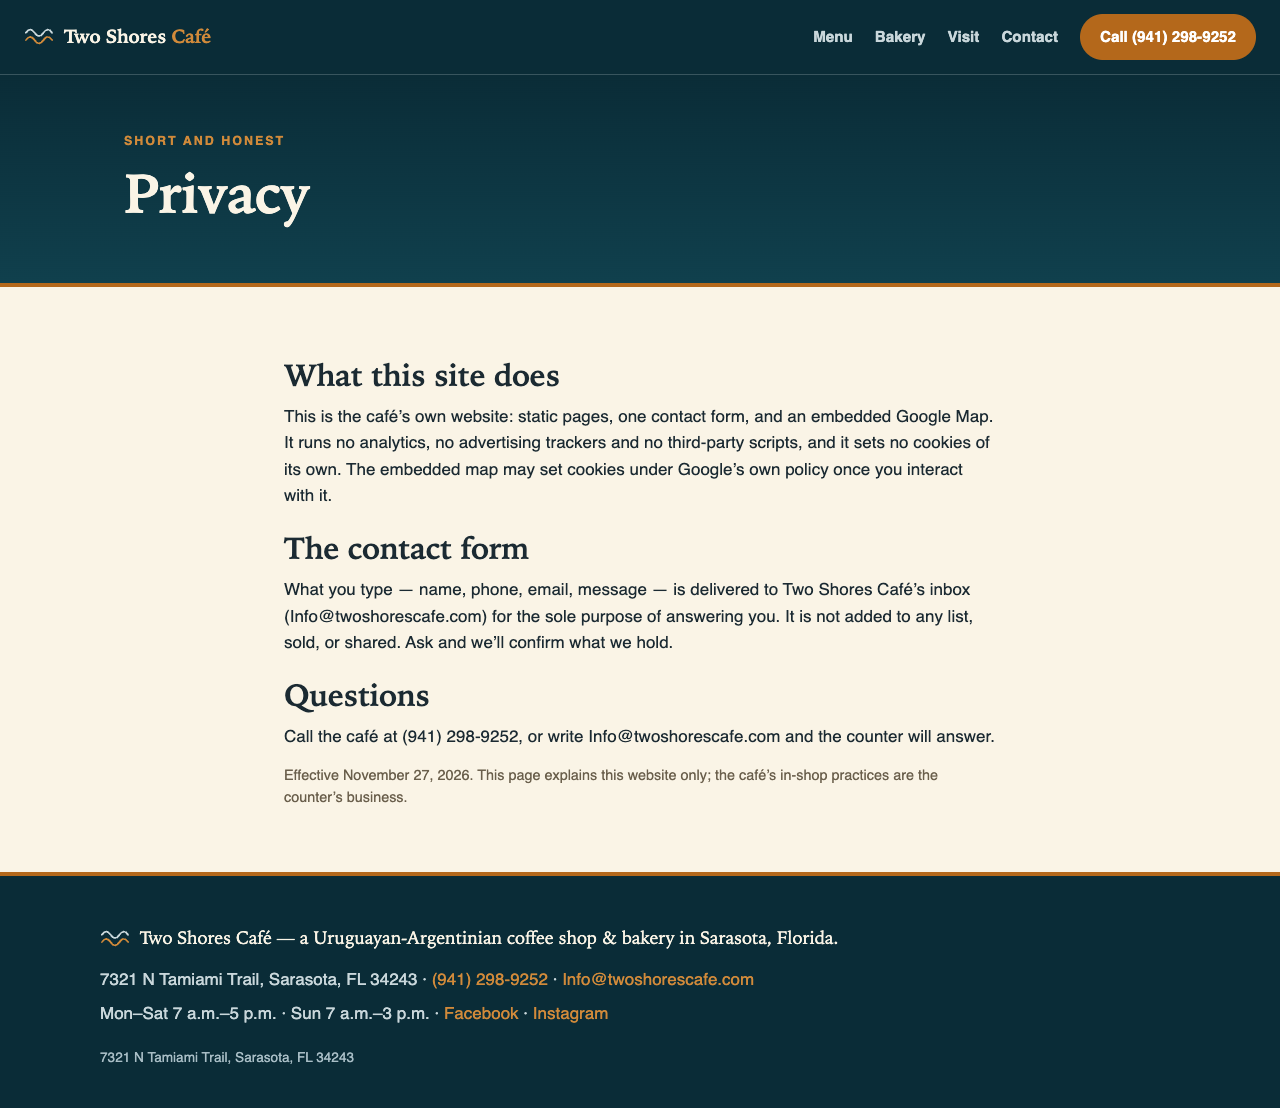 Two Shores Café
Menu Bakery Visit Contact Call (941) 298-9252
SHORT AND HONEST
Privacy
What this site does
This is the café’s own website: static pages, one contact form, and an embedded Google Map.
It runs no analytics, no advertising trackers and no third-party scripts, and it sets no cookies of
its own. The embedded map may set cookies under Google’s own policy once you interact
with it.
The contact form
What you type — name, phone, email, message — is delivered to Two Shores Café’s inbox
(Info@twoshorescafe.com) for the sole purpose of answering you. It is not added to any list,
sold, or shared. Ask and we’ll confirm what we hold.
Questions
Call the café at (941) 298-9252, or write Info@twoshorescafe.com and the counter will answer.
Effective November 27, 2026. This page explains this website only; the café’s in-shop practices are the
counter’s business.
Two Shores Café — a Uruguayan-Argentinian coffee shop & bakery in Sarasota, Florida.
7321 N Tamiami Trail, Sarasota, FL 34243 · (941) 298-9252 · Info@twoshorescafe.com
Mon–Sat 7 a.m.–5 p.m. · Sun 7 a.m.–3 p.m. · Facebook · Instagram
7321 N Tamiami Trail, Sarasota, FL 34243